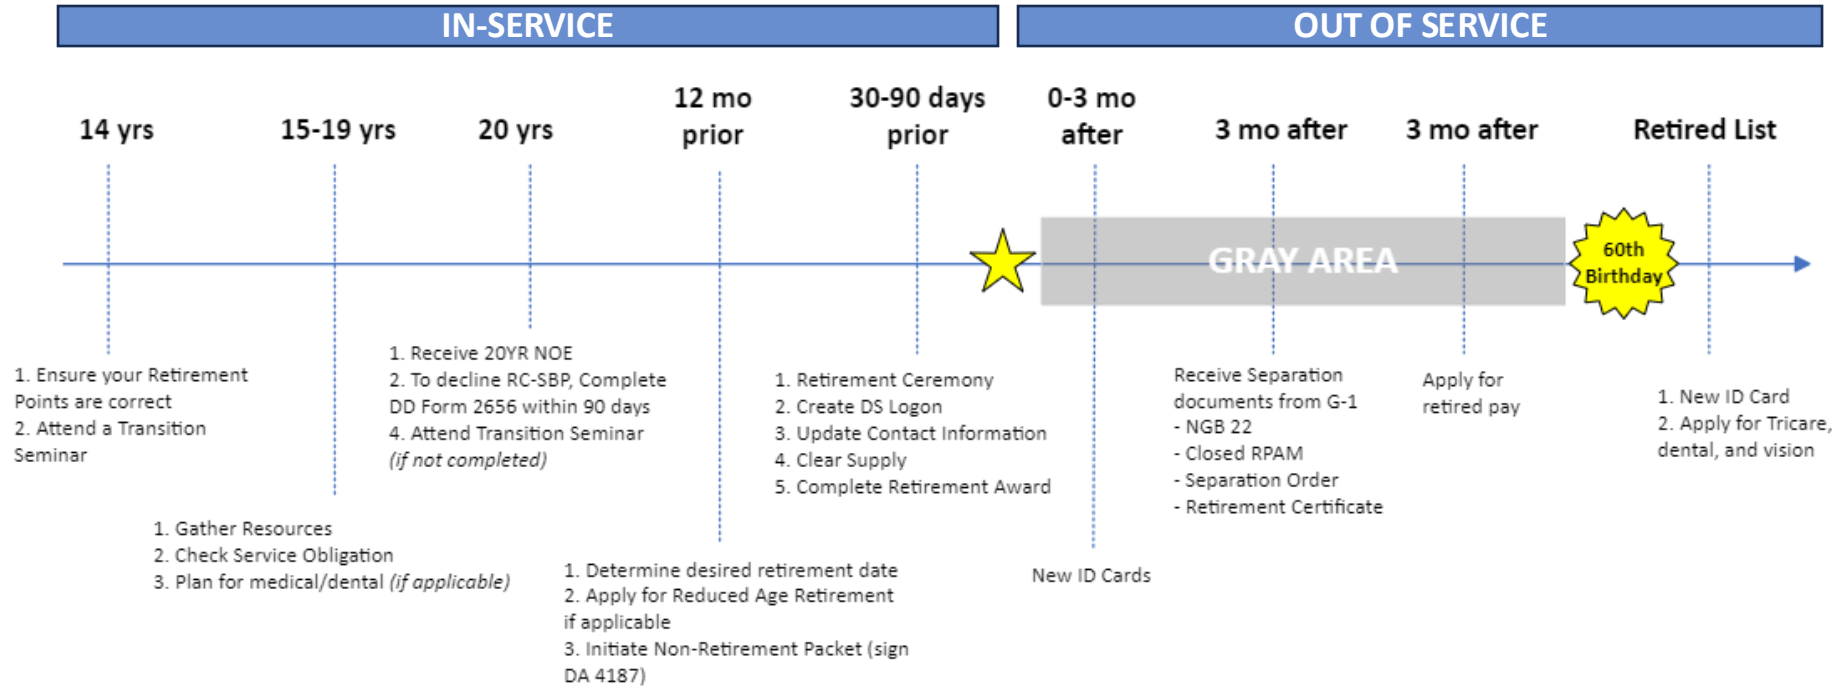 IN-SERVICE
OUT OF SERVICE
14 yrs
15-19 yrs
20 yrs
12 mo
prior
30-90 days
prior
0-3 mo
after
3 mo after
3 mo after
Retired List
GRAY AREA
60th
Birthday
1. Ensure your Retirement
Points are correct
2. Attend a Transition
Seminar
1. Gather Resources
2. Check Service Obligation
3. Plan for medical/dental (if applicable)
1. Receive 20YR NOE
2. To decline RC-SBP, Complete
DD Form 2656 within 90 days
4. Attend Transition Seminar
(if not completed)
1. Determine desired retirement date
2. Apply for Reduced Age Retirement
if applicable
3. Initiate Non-Retirement Packet (sign
DA 4187)
1. Retirement Ceremony
2. Create DS Logon
3. Update Contact Information
4. Clear Supply
5. Complete Retirement Award
New ID Cards
Receive Separation
documents from G-1
- NGB 22
- Closed RPAM
- Separation Order
- Retirement Certificate
Apply for
retired pay
1. New ID Card
2. Apply for Tricare,
dental, and vision